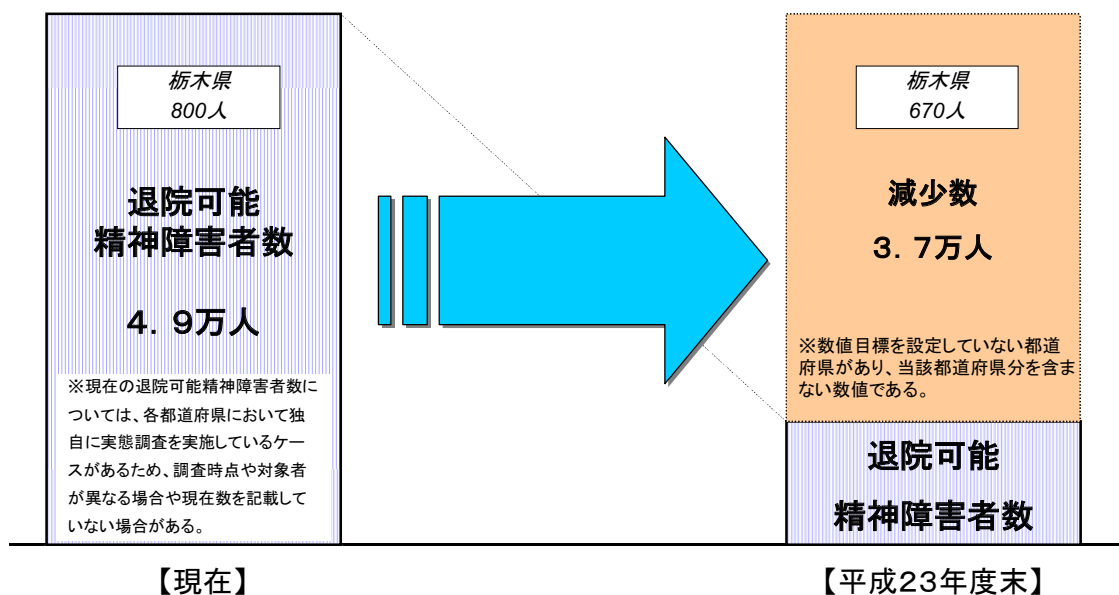 栃木県
800人
退院可能
精神障害者数
4．9万人
※現在の退院可能精神障害者数に
ついては、各都道府県において独
自に実態調査を実施しているケー
スがあるため、調査時点や対象者
が異なる場合や現在数を記載して
いない場合がある。
【現在】
栃木県
670人
減少数
3．7万人
※数値目標を設定していない都道
府県があり、当該都道府県分を含ま
ない数値である。
退院可能
精神障害者数
【平成23年度末】